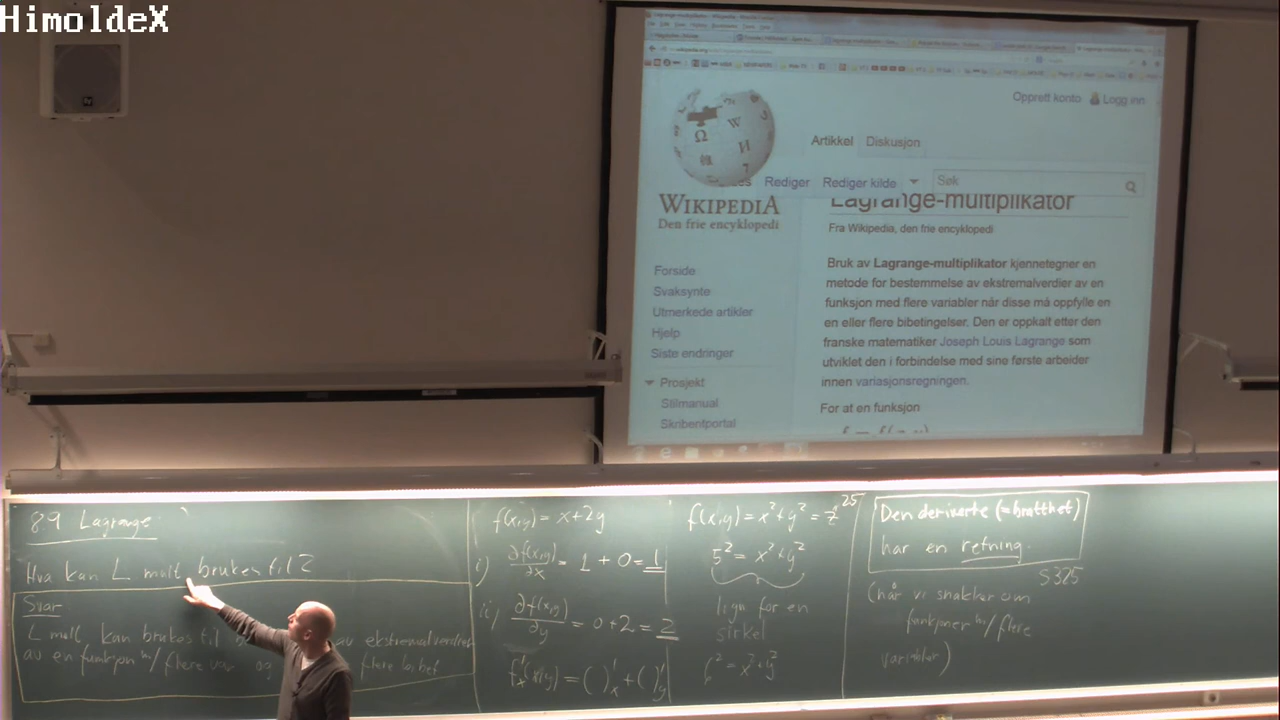 HimoldeX
Opprett konto
Logg inn
Artikkel Diskusjon
Rediger Rediger kilde
Søk
WIKIPEDIA
Den frie encyklopedi
Lagrange-multiplikator
Fra Wikipedia, den frie encyklopedi
Forside
Svaksynte
Utmerkede artikler
Hjelp
Siste endringer
Prosjekt
Stilmanual
Skribentportal
Bruk av Lagrange-multiplikator kjennetegner en
metode for bestemmelse av ekstremalverdier av en
funksjon med flere variabler når disse må oppfylle en
en eller flere bibetingelser. Den er oppkalt etter den
franske matematiker Joseph Louis Lagrange som
utviklet den i forbindelse med sine første arbeider
innen variasjonsregningen.
For at en funksjon
89 Lagrange
Hva kan L mult brukes til?
Svar
L mult. kan brukes til av ekstremalverdier
av en funksjon m/ flere var og flere
f(x,y) = x+2y
i) ∂f(x,y)/∂x = 1 + 0 = 1
ii) ∂f(x,y)/∂y = 0+2 = 2
f'x(x,y) = ( )'x + ( )'y
f(x,y) = x²+y² = z 25
5² = x²+y²
lign for en
sirkel
6² = x²+y²
Den deriverte (= bratthet)
har en retning.
S325
(når vi snakker om
funksjoner m/ flere
variabler)